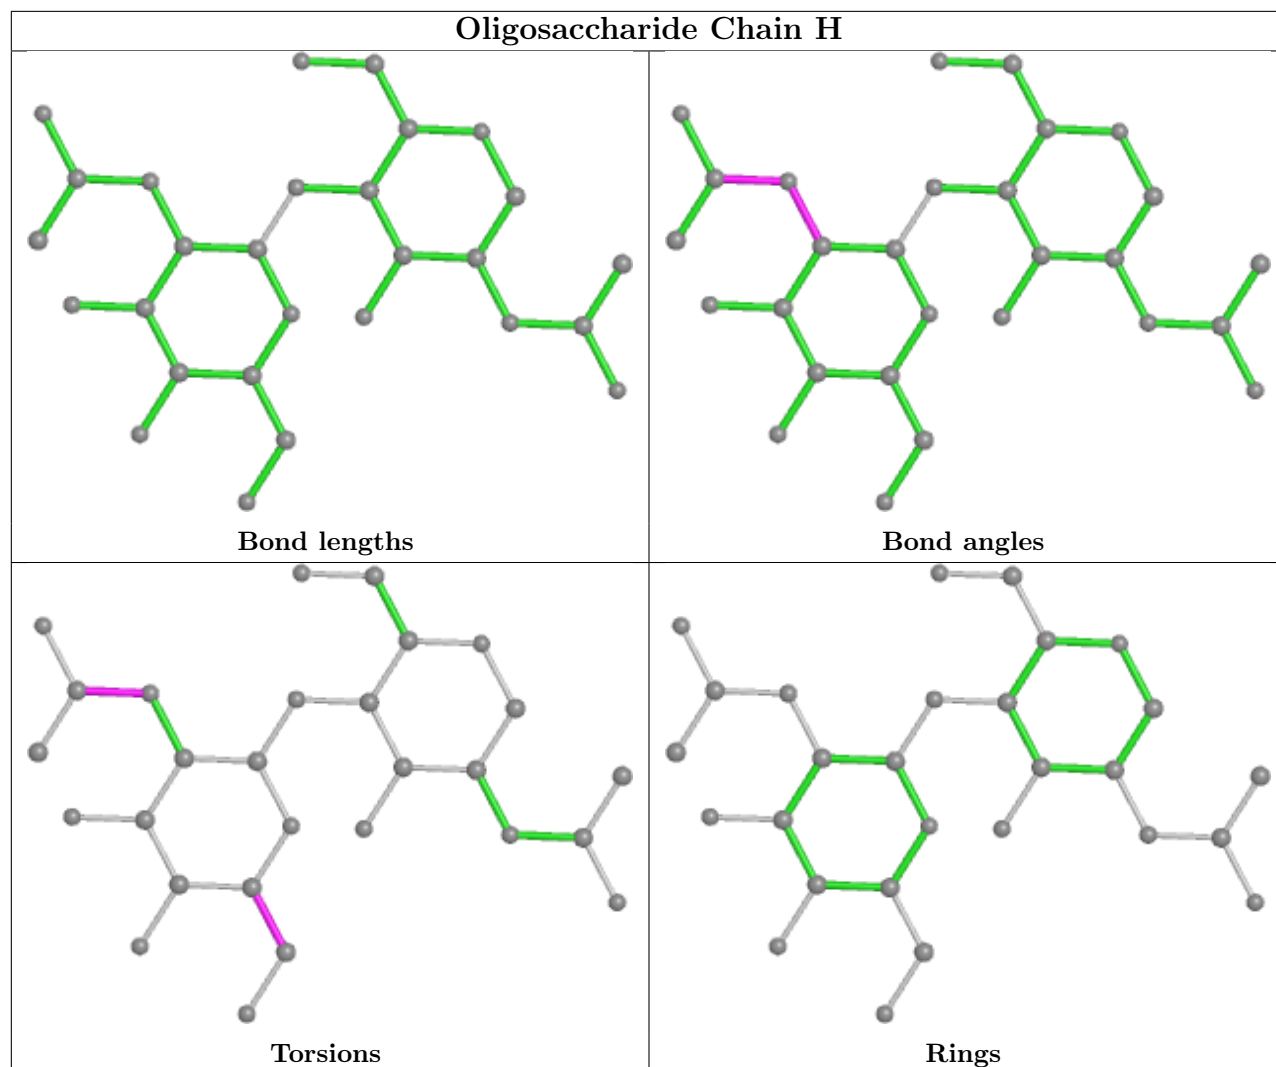 Oligosaccharide Chain H
Bond lengths
Bond angles
Torsions
Rings